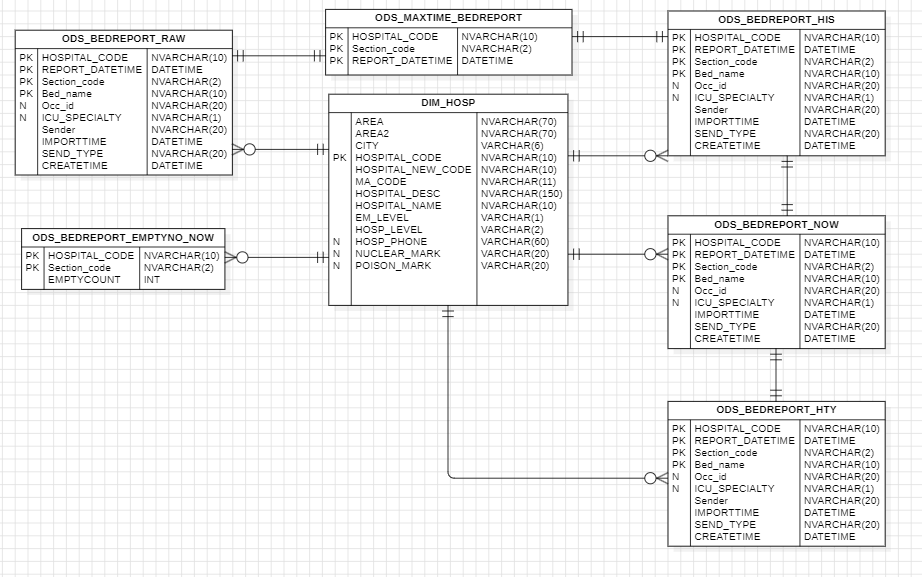 ODS_BEDREPORT_RAW
PK HOSPITAL_CODE NVARCHAR(10)
PK REPORT_DATETIME DATETIME
PK Section_code NVARCHAR(2)
PK Bed_name NVARCHAR(10)
N Occ_id NVARCHAR(20)
N ICU_SPECIALTY NVARCHAR(1)
Sender NVARCHAR(20)
IMPORTTIME DATETIME
SEND_TYPE NVARCHAR(20)
CREATETIME DATETIME
ODS_MAXTIME_BEDREPORT
PK HOSPITAL_CODE NVARCHAR(10)
PK Section_code NVARCHAR(2)
PK REPORT_DATETIME DATETIME
ODS_BEDREPORT_HIS
PK HOSPITAL_CODE NVARCHAR(10)
PK REPORT_DATETIME DATETIME
PK Section_code NVARCHAR(2)
PK Bed_name NVARCHAR(10)
N Occ_id NVARCHAR(20)
N ICU_SPECIALTY NVARCHAR(1)
Sender NVARCHAR(20)
IMPORTTIME DATETIME
SEND_TYPE NVARCHAR(20)
CREATETIME DATETIME
DIM_HOSP
AREA NVARCHAR(70)
AREA2 NVARCHAR(70)
CITY VARCHAR(6)
PK HOSPITAL_CODE NVARCHAR(10)
HOSPITAL_NEW_CODE NVARCHAR(10)
MA_CODE NVARCHAR(11)
HOSPITAL_DESC NVARCHAR(150)
HOSPITAL_NAME NVARCHAR(10)
EM_LEVEL VARCHAR(1)
HOSP_LEVEL VARCHAR(2)
N HOSP_PHONE VARCHAR(60)
N NUCLEAR_MARK VARCHAR(20)
N POISON_MARK VARCHAR(20)
ODS_BEDREPORT_EMPTYNO_NOW
PK HOSPITAL_CODE NVARCHAR(10)
PK Section_code NVARCHAR(2)
EMPTYCOUNT INT
ODS_BEDREPORT_NOW
PK HOSPITAL_CODE NVARCHAR(10)
PK REPORT_DATETIME DATETIME
PK Section_code NVARCHAR(2)
PK Bed_name NVARCHAR(10)
N Occ_id NVARCHAR(20)
N ICU_SPECIALTY NVARCHAR(1)
IMPORTTIME DATETIME
SEND_TYPE NVARCHAR(20)
CREATETIME DATETIME
ODS_BEDREPORT_HTY
PK HOSPITAL_CODE NVARCHAR(10)
PK REPORT_DATETIME DATETIME
PK Section_code NVARCHAR(2)
PK Bed_name NVARCHAR(10)
N Occ_id NVARCHAR(20)
N ICU_SPECIALTY NVARCHAR(1)
Sender NVARCHAR(20)
IMPORTTIME DATETIME
SEND_TYPE NVARCHAR(20)
CREATETIME DATETIME